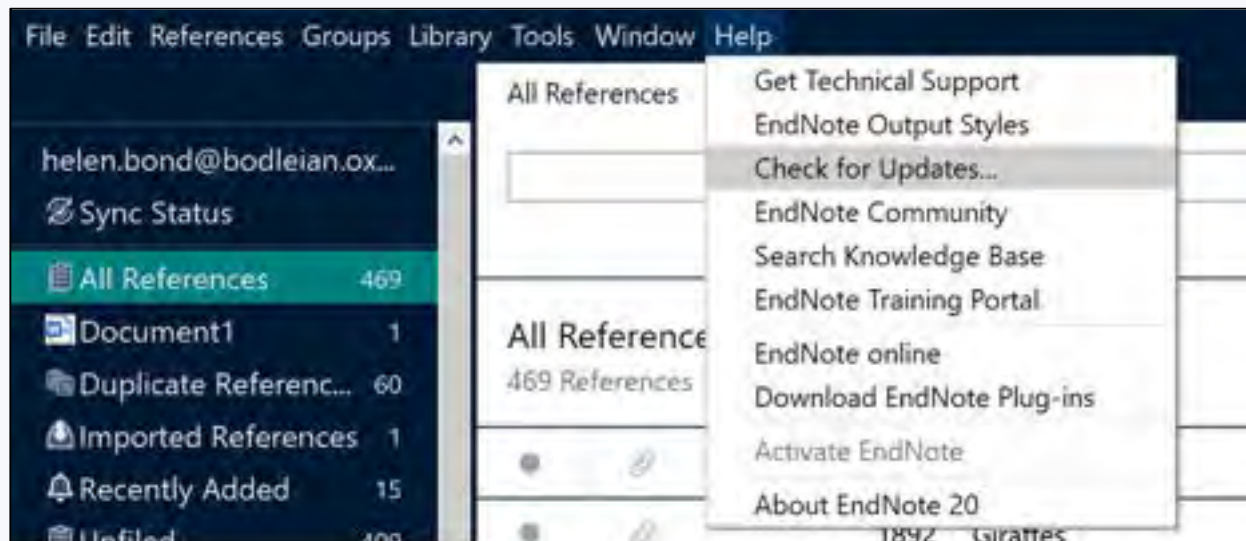 File Edit References Groups Library Tools Window Help
All References
helen.bond@bodleian.ox...
Sync Status
All References 469
Document1 1
Duplicate Referenc... 60
Imported References 1
Recently Added 15
Unfiled
All Reference
469 References
Get Technical Support
EndNote Output Styles
Check for Updates...
EndNote Community
Search Knowledge Base
EndNote Training Portal
EndNote online
Download EndNote Plug-ins
Activate EndNote
About EndNote 20
1892 Giraffes